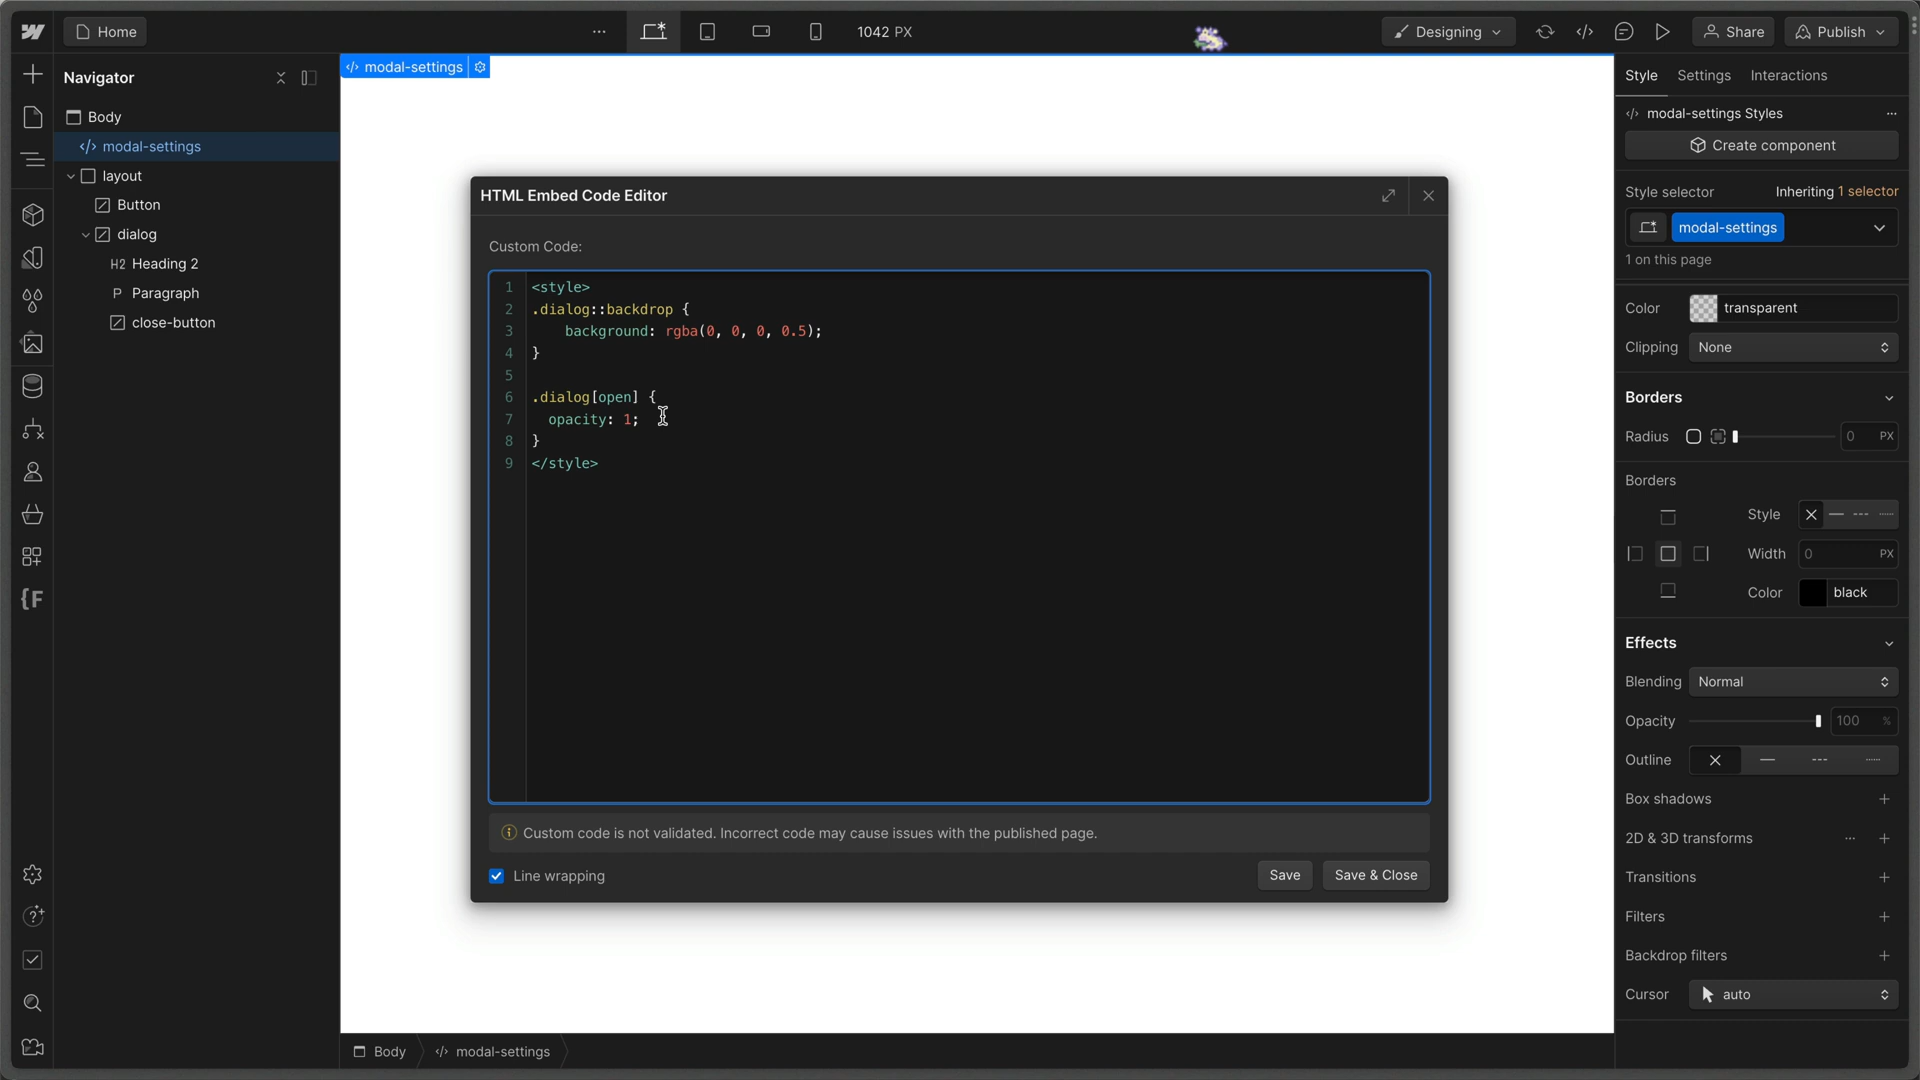 Home
1042 PX
Designing
Share
Publish
Navigator
Body
modal-settings
layout
Button
dialog
H2 Heading 2
P Paragraph
close-button
</> modal-settings
HTML Embed Code Editor
Custom Code:
1 <style>
2 .dialog::backdrop {
3 background: rgba(0, 0, 0, 0.5);
4 }
5
6 .dialog[open] {
7 opacity: 1;
8 }
9 </style>
Custom code is not validated. Incorrect code may cause issues with the published page.
Line wrapping
Save
Save & Close
Body
</> modal-settings
Style Settings Interactions
</> modal-settings Styles
Create component
Style selector Inheriting 1 selector
modal-settings
1 on this page
Color transparent
Clipping None
Borders
Radius 0 PX
Borders
Style
Width 0 PX
Color black
Effects
Blending Normal
Opacity 100 %
Outline
Box shadows
2D & 3D transforms
Transitions
Filters
Backdrop filters
Cursor auto